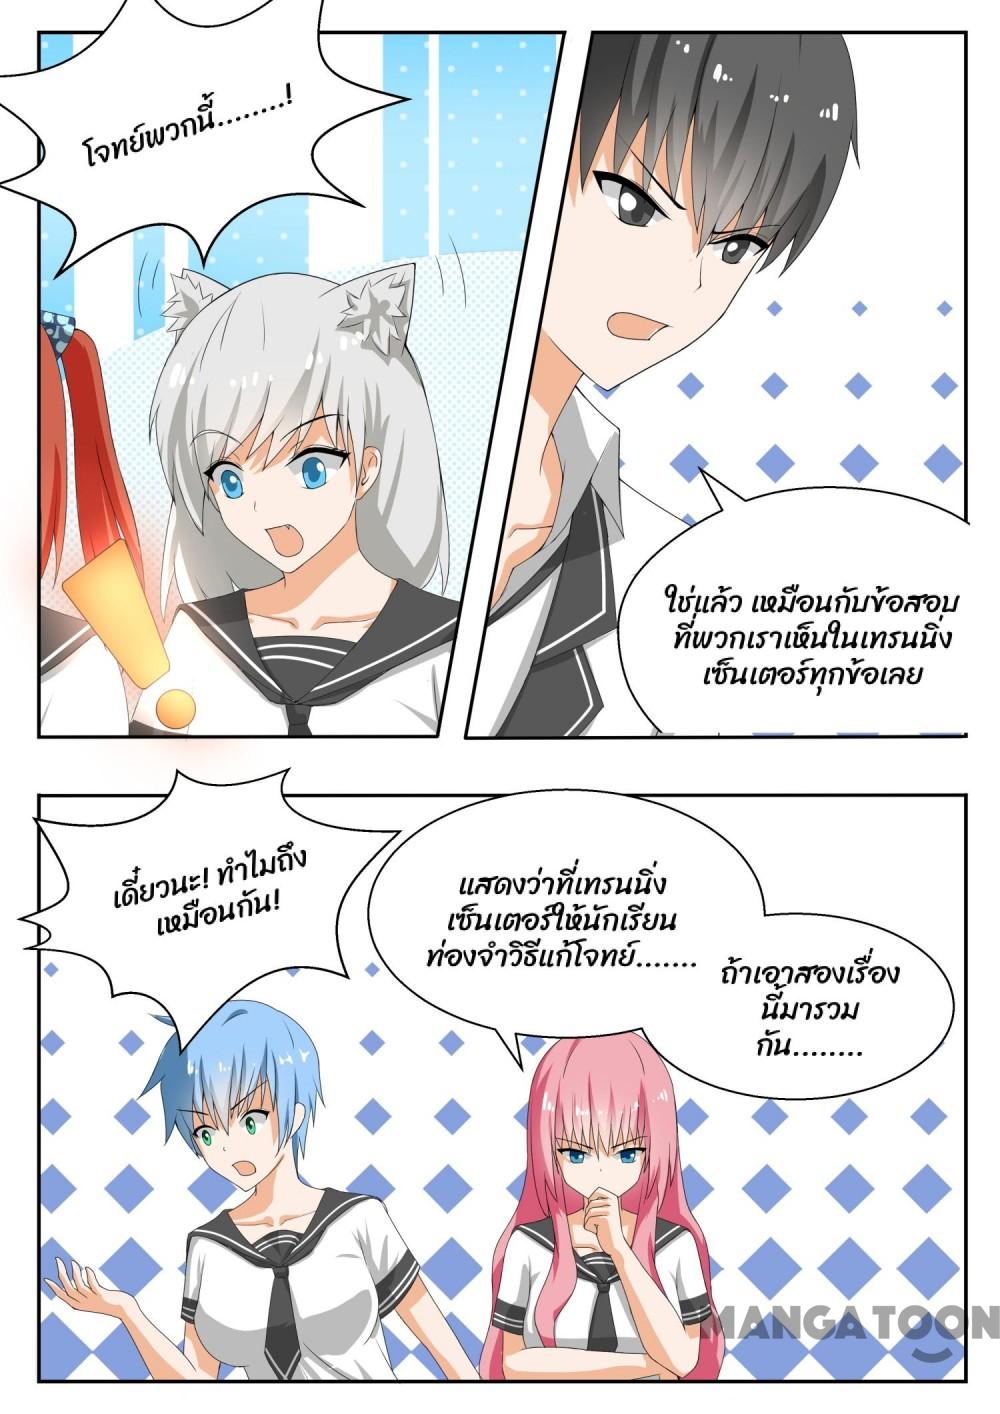 โจทย์พวกนี้........!
ใช่แล้ว เหมือนกับข้อสอบ
ที่พวกเราเห็นในเทรนนิ่ง
เซ็นเตอร์ทุกข้อเลย
เดี๋ยวนะ! ทำไมถึง
เหมือนกัน!
แสดงว่าที่เทรนนิ่ง
เซ็นเตอร์ให้นักเรียน
ท่องจำวิธีแก้โจทย์.......
ถ้าเอาสองเรื่อง
นี้มารวม
กัน........
MANGATOON